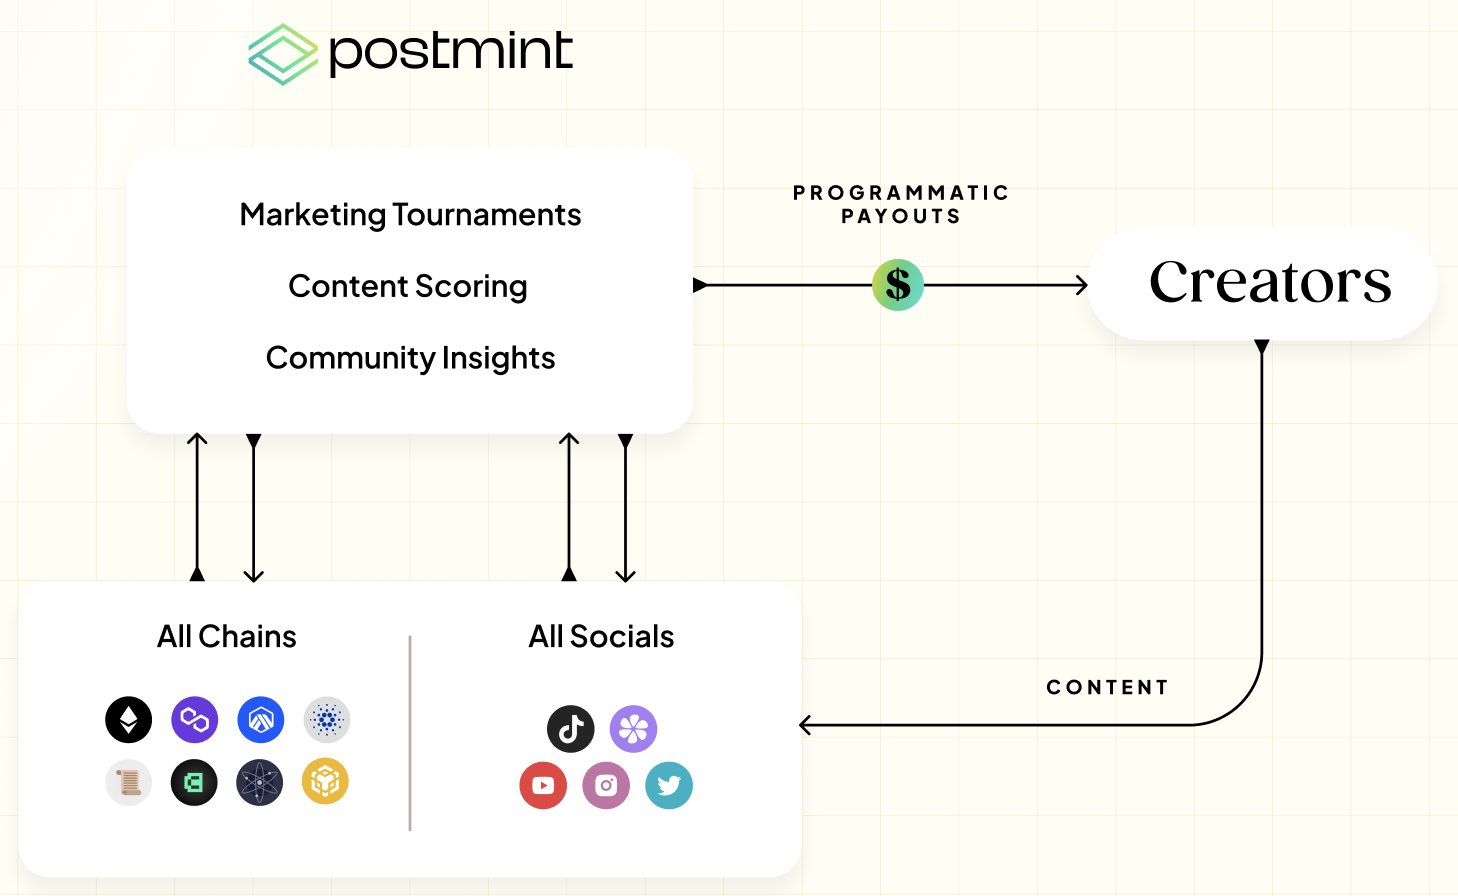 postmint
Marketing Tournaments
Content Scoring
Community Insights
PROGRAMMATIC
PAYOUTS
$
Creators
All Chains
All Socials
CONTENT